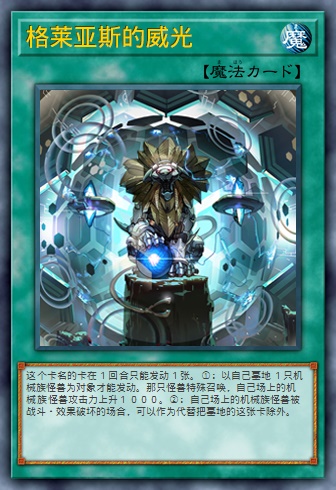 格莱亚斯的威光
魔
【魔法カード】
这个卡名的卡在１回合只能发动１张。①：以自己墓地１只机
械族怪兽为对象才能发动。那只怪兽特殊召唤，自己场上的机
械族怪兽攻击力上升１０００。②：自己场上的机械族怪兽被
战斗·效果破坏的场合，可以作为代替把墓地的这张卡除外。